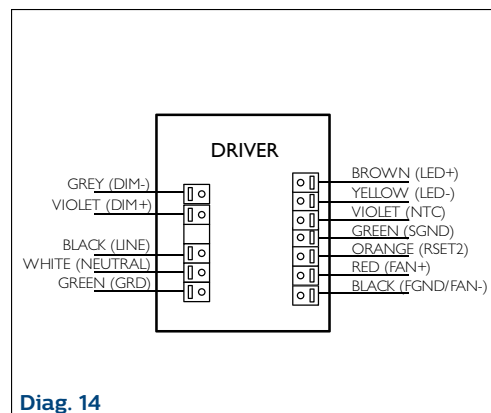 DRIVER
GREY (DIM-)
VIOLET (DIM+)
BLACK (LINE)
WHITE (NEUTRAL)
GREEN (GRD)
BROWN (LED+)
YELLOW (LED-)
VIOLET (NTC)
GREEN (SGND)
ORANGE (RSET2)
RED (FAN+)
BLACK (FGND/FAN-)
Diag. 14